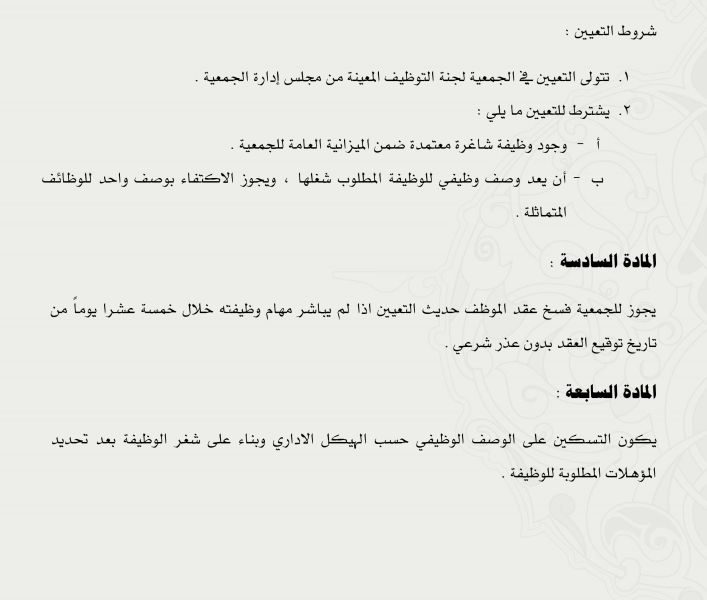 شروط التعيين :
١. تتولى التعيين في الجمعية لجنة التوظيف المعينة من مجلس إدارة الجمعية .
٢. يشترط للتعيين ما يلي :
أ - وجود وظيفة شاغرة معتمدة ضمن الميزانية العامة للجمعية .
ب - أن يعد وصف وظيفي للوظيفة المطلوب شغلها ، ويجوز الاكتفاء بوصف واحد للوظائف
المتماثلة .
المادة السادسة :
يجوز للجمعية فسخ عقد الموظف حديث التعيين اذا لم يباشر مهام وظيفته خلال خمسة عشرا يوماً من
تاريخ توقيع العقد بدون عذر شرعي .
المادة السابعة :
يكون التسكين على الوصف الوظيفي حسب الهيكل الاداري وبناء على شغر الوظيفة بعد تحديد
المؤهلات المطلوبة للوظيفة .